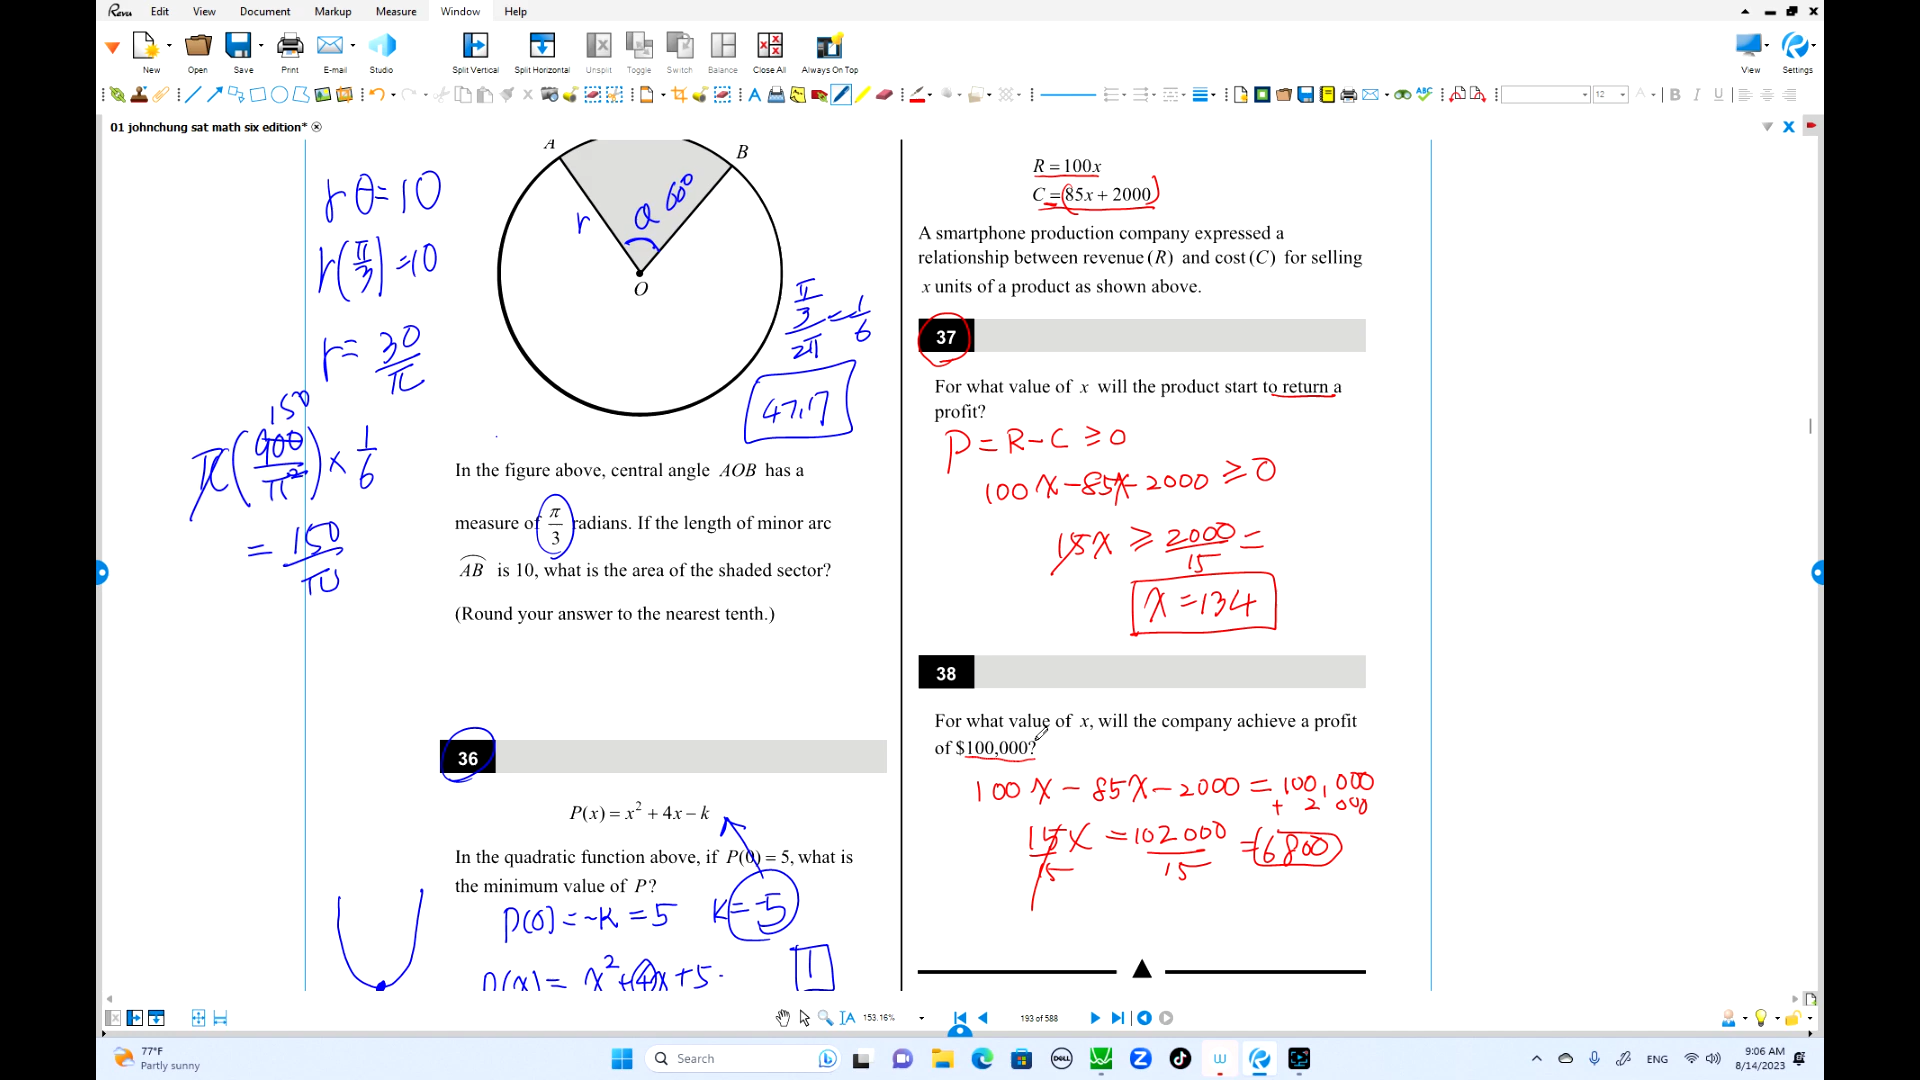 Revu Edit View Document Markup Measure Window Help
New Open Save Print E-mail Studio Split Vertical Split Horizontal Unsplit Toggle Switch Balance Close All Always On Top View Settings
12 B I U
01 johnchung sat math six edition*
A
B
O
r
θ 60°
rθ=10
r(π/3)=10
r=30/π
150
π(900/π²)×1/6
=150/π
π/3/2π=1/6
47.7
In the figure above, central angle AOB has a
measure of π/3 radians. If the length of minor arc
AB is 10, what is the area of the shaded sector?
(Round your answer to the nearest tenth.)
36
P(x) = x² + 4x − k
In the quadratic function above, if P(0) = 5, what is
the minimum value of P?
P(0)=-k=5 k=-5
P(x)= x²+4x+5
1
R = 100x
C = 85x + 2000
A smartphone production company expressed a
relationship between revenue (R) and cost (C) for selling
x units of a product as shown above.
37
For what value of x will the product start to return a
profit?
P=R-C≥0
100x-85x-2000≥0
15x≥2000/15=
x=134
38
For what value of x, will the company achieve a profit
of $100,000?
100x-85x-2000=100,000
+2000
15x/15=102000/15=6800
153.16% 193 of 588
77°F
Partly sunny
Search
DELL
ENG
9:06 AM
8/14/2023